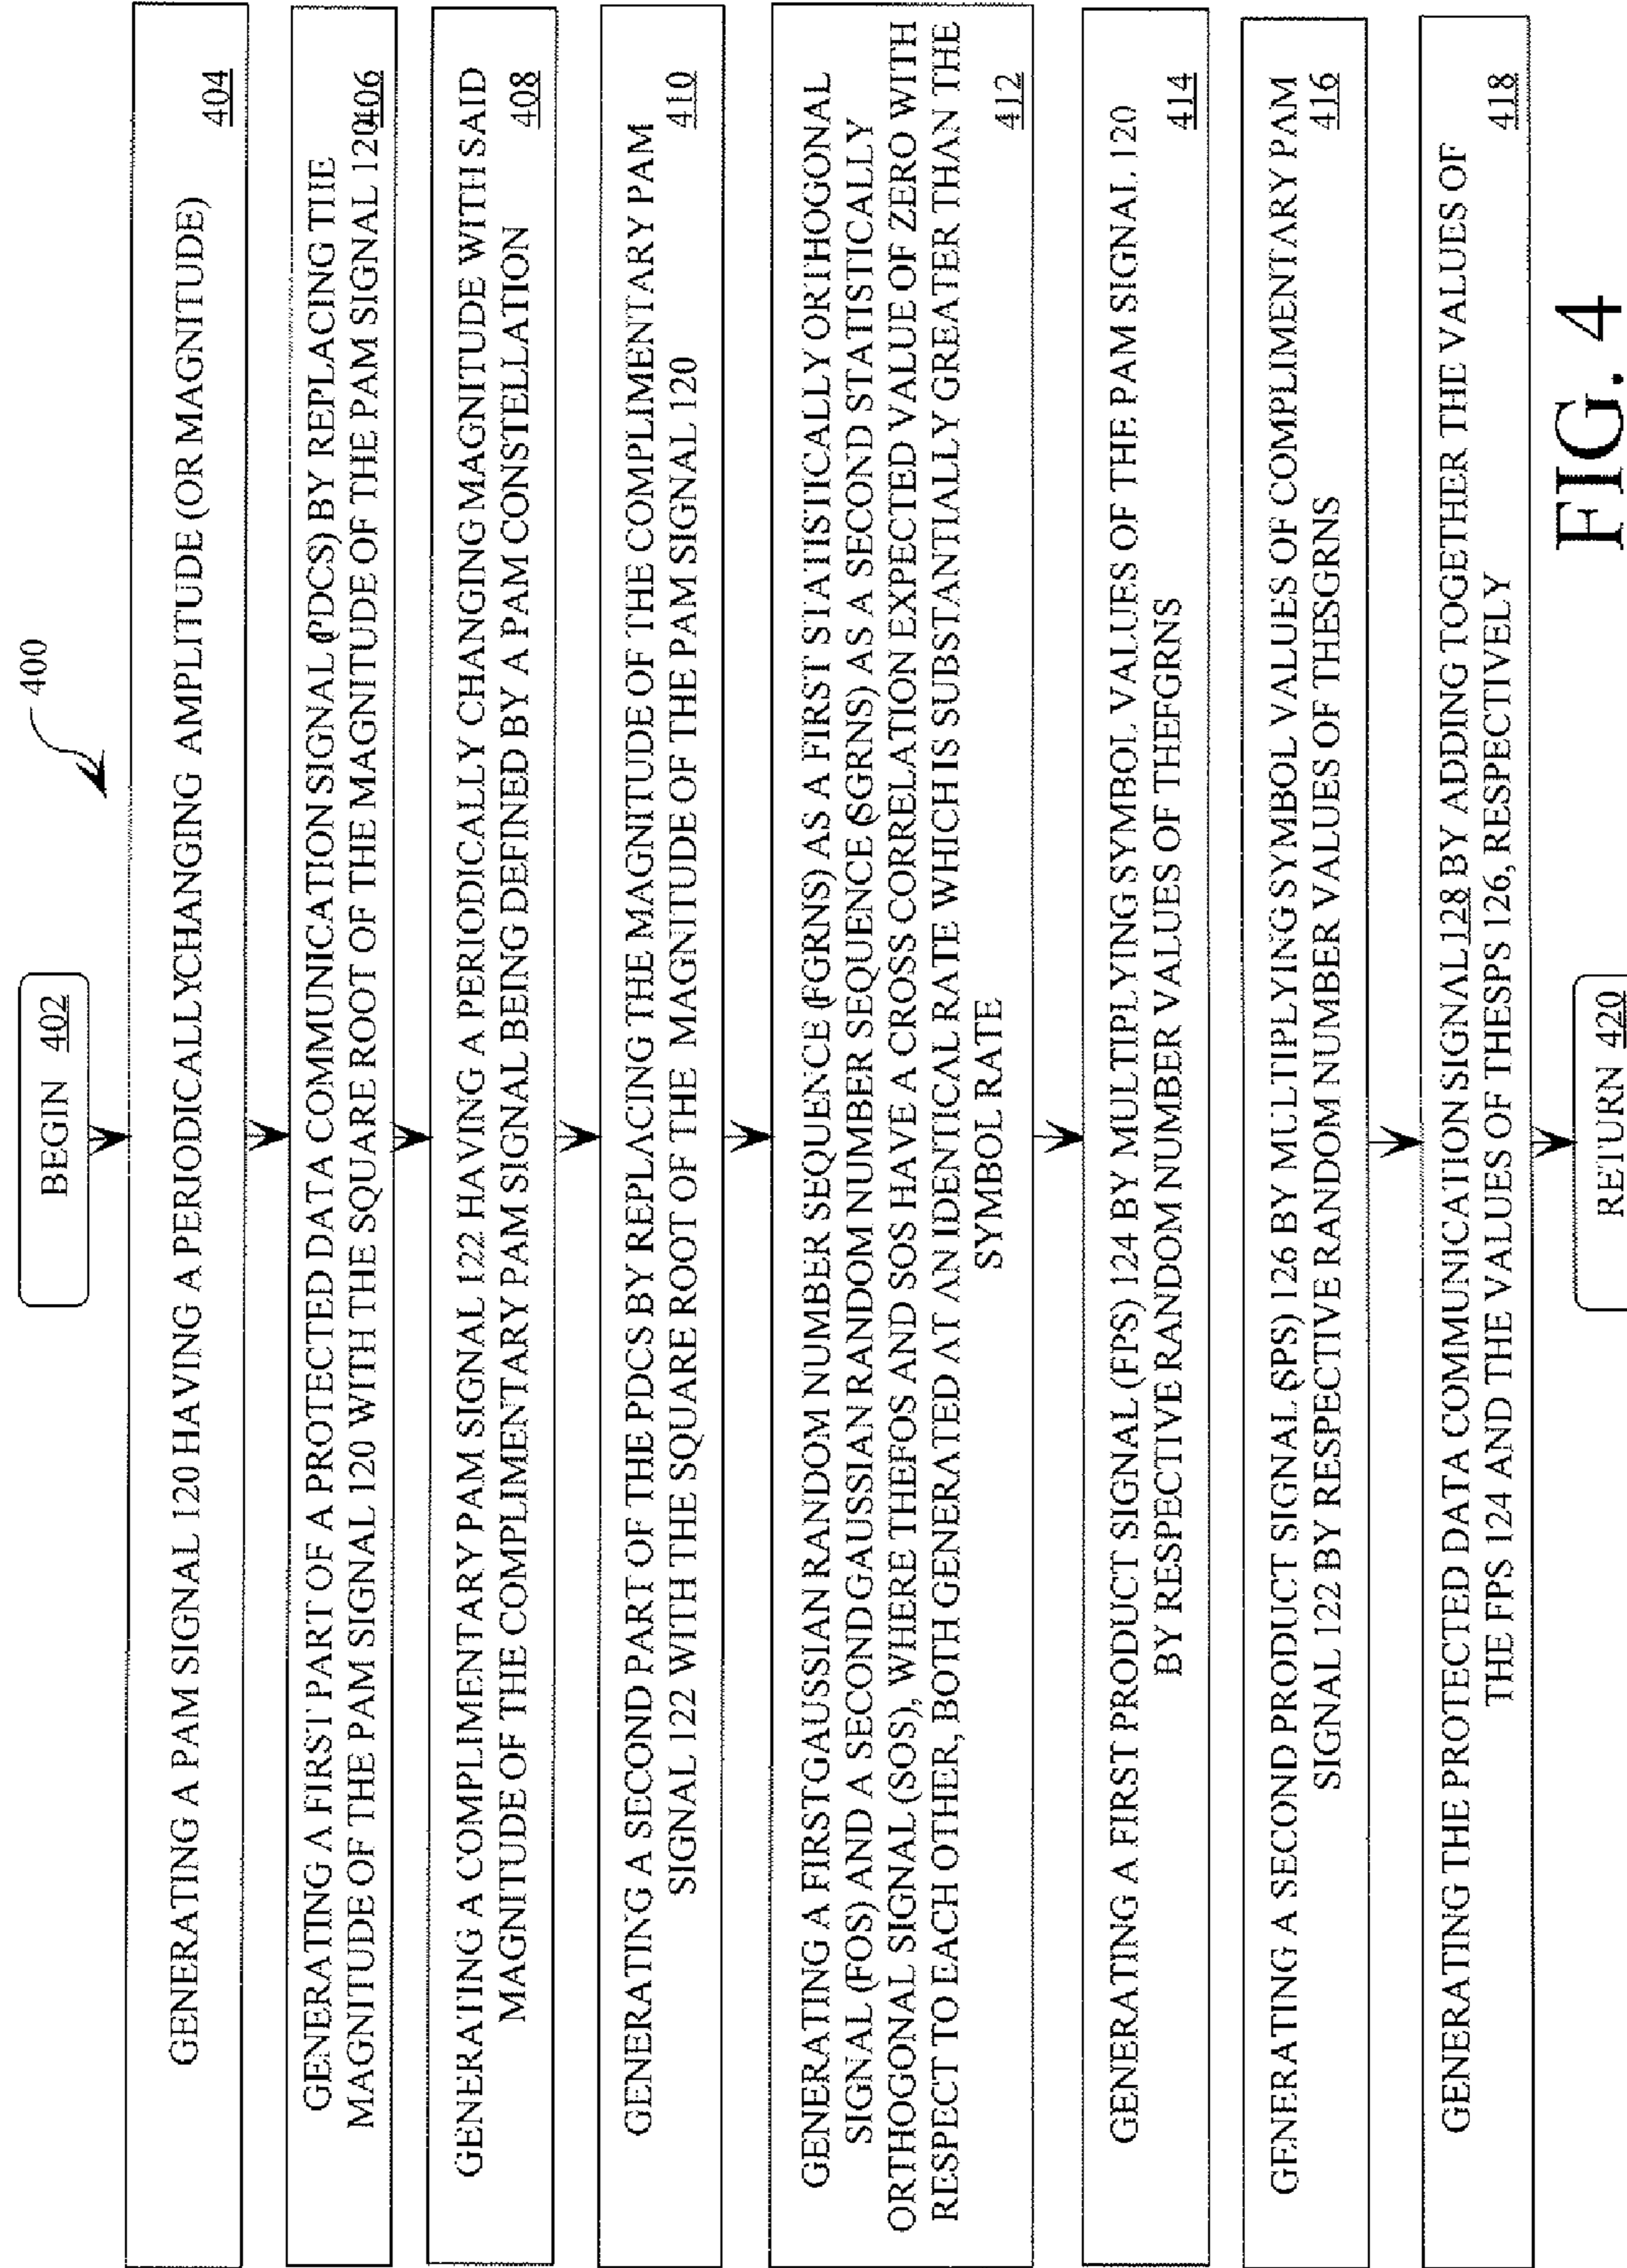 400
BEGIN 402
GENERATING A PAM SIGNAL 120 HAVING A PERIODICALLYCHANGING AMPLITUDE (OR MAGNITUDE)
404
GENERATING A FIRST PART OF A PROTECTED DATA COMMUNICATION SIGNAL (PDCS) BY REPLACING THE
MAGNITUDE OF THE PAM SIGNAL 120 WITH THE SQUARE ROOT OF THE MAGNITUDE OF THE PAM SIGNAL 120
406
GENERATING A COMPLIMENTARY PAM SIGNAL 122 HAVING A PERIODICALLY CHANGING MAGNITUDE WITH SAID
MAGNITUDE OF THE COMPLIMENTARY PAM SIGNAL BEING DEFINED BY A PAM CONSTELLATION
408
GENERATING A SECOND PART OF THE PDCS BY REPLACING THE MAGNITUDE OF THE COMPLIMENTARY PAM
SIGNAL 122 WITH THE SQUARE ROOT OF THE MAGNITUDE OF THE PAM SIGNAL 120
410
GENERATING A FIRST GAUSSIAN RANDOM NUMBER SEQUENCE (FGRNS) AS A FIRST STATISTICALLY ORTHOGONAL
SIGNAL (FOS) AND A SECOND GAUSSIAN RANDOM NUMBER SEQUENCE (SGRNS) AS A SECOND STATISTICALLY
ORTHOGONAL SIGNAL (SOS), WHERE THEFOS AND SOS HAVE A CROSS CORRELATION EXPECTED VALUE OF ZERO WITH
RESPECT TO EACH OTHER, BOTH GENERATED AT AN IDENTICAL RATE WHICH IS SUBSTANTIALLY GREATER THAN THE
SYMBOL RATE
412
GENERATING A FIRST PRODUCT SIGNAL (FPS) 124 BY MULTIPLYING SYMBOL VALUES OF THE PAM SIGNAL 120
BY RESPECTIVE RANDOM NUMBER VALUES OF THEFGRNS
414
GENERATING A SECOND PRODUCT SIGNAL (SPS) 126 BY MULTIPLYING SYMBOL VALUES OF COMPLIMENTARY PAM
SIGNAL 122 BY RESPECTIVE RANDOM NUMBER VALUES OF THESGRNS
416
GENERATING THE PROTECTED DATA COMMUNICATION SIGNAL 128 BY ADDING TOGETHER THE VALUES OF
THE FPS 124 AND THE VALUES OF THESPS 126, RESPECTIVELY
418
RETURN 420
FIG. 4